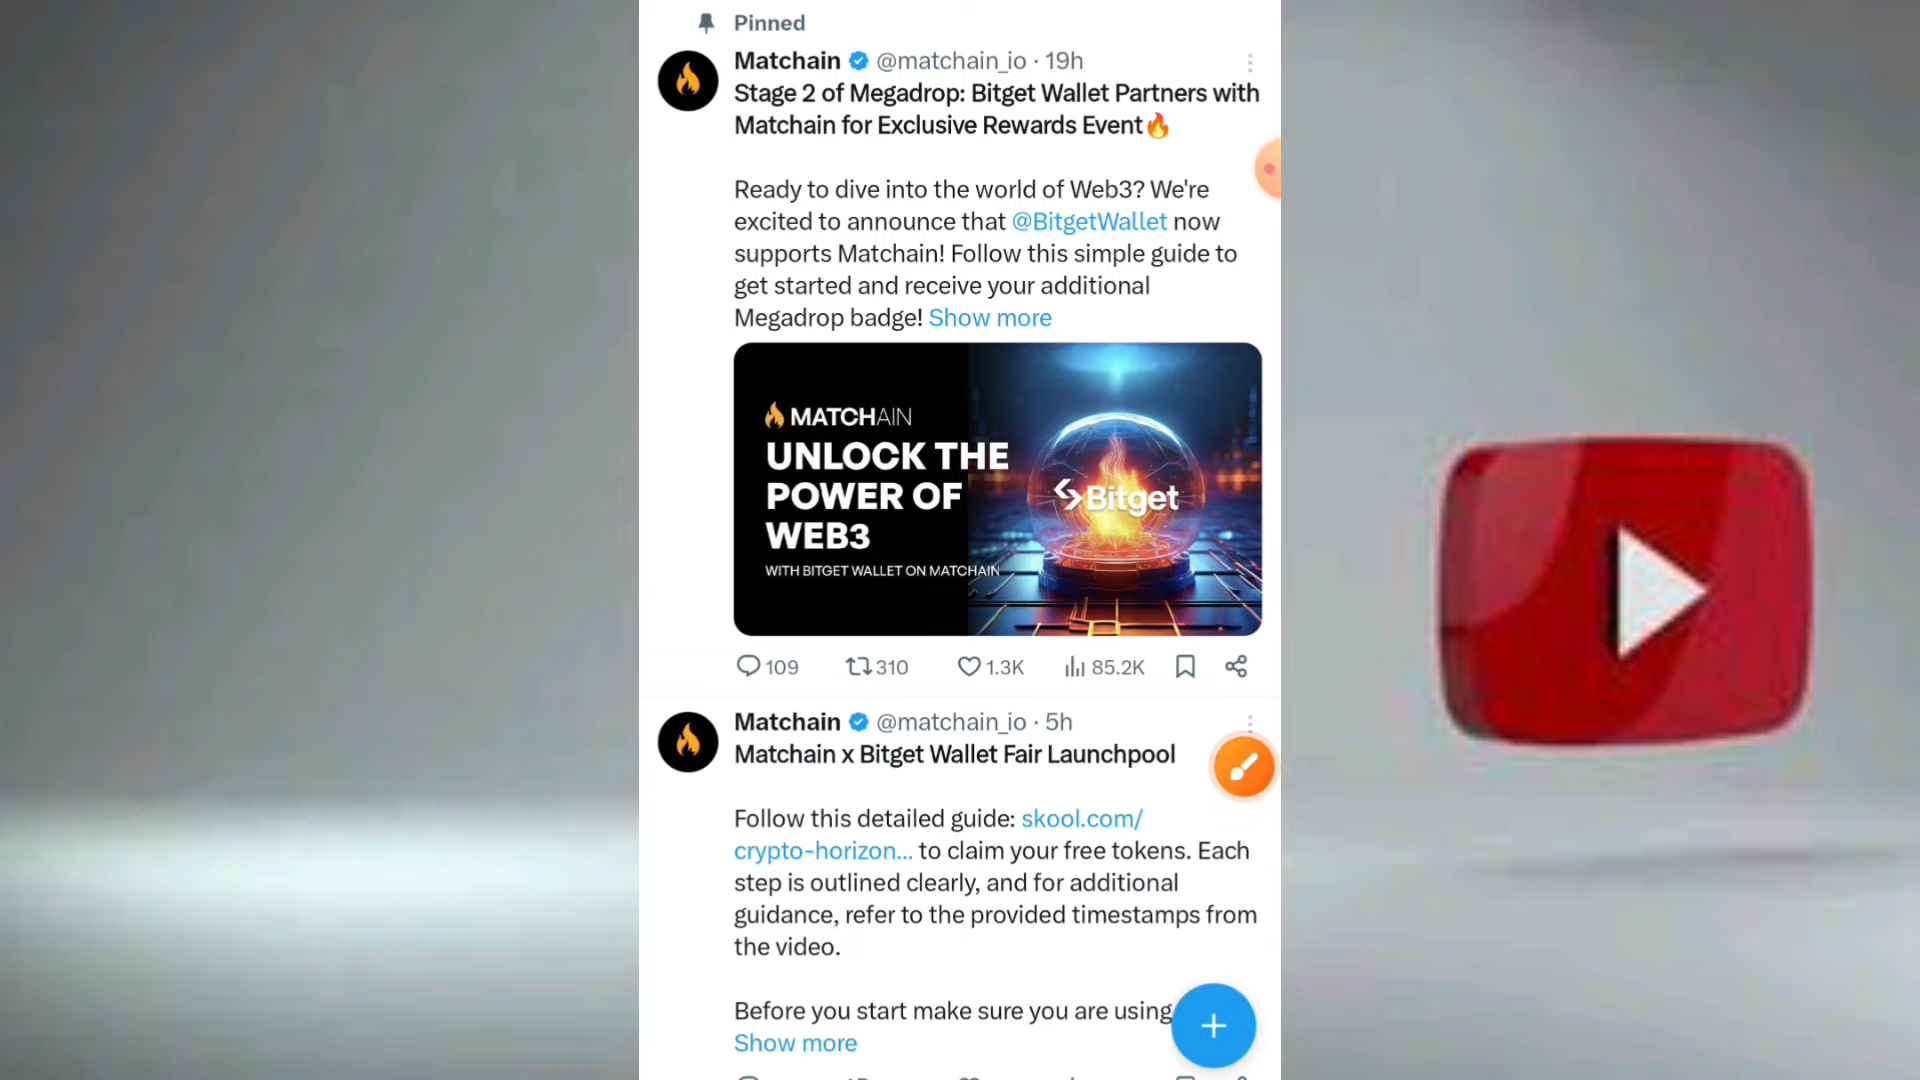 Pinned
Matchain @matchain_io · 19h
Stage 2 of Megadrop: Bitget Wallet Partners with
Matchain for Exclusive Rewards Event🔥
Ready to dive into the world of Web3? We're
excited to announce that @BitgetWallet now
supports Matchain! Follow this simple guide to
get started and receive your additional
Megadrop badge! Show more
MATCHAIN
UNLOCK THE
POWER OF
WEB3
WITH BITGET WALLET ON MATCHAIN
Bitget
109 310 1.3K 85.2K
Matchain @matchain_io · 5h
Matchain x Bitget Wallet Fair Launchpool
Follow this detailed guide: skool.com/
crypto-horizon... to claim your free tokens. Each
step is outlined clearly, and for additional
guidance, refer to the provided timestamps from
the video.
Before you start make sure you are using
Show more